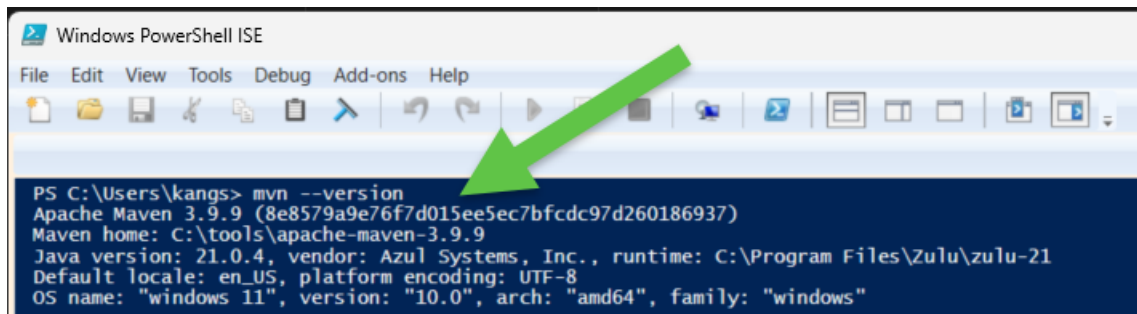 Windows PowerShell ISE
File Edit View Tools Debug Add-ons Help
PS C:\Users\kangs> mvn --version
Apache Maven 3.9.9 (8e8579a9e76f7d015ee5ec7bfcdc97d260186937)
Maven home: C:\tools\apache-maven-3.9.9
Java version: 21.0.4, vendor: Azul Systems, Inc., runtime: C:\Program Files\Zulu\zulu-21
Default locale: en_US, platform encoding: UTF-8
OS name: "windows 11", version: "10.0", arch: "amd64", family: "windows"